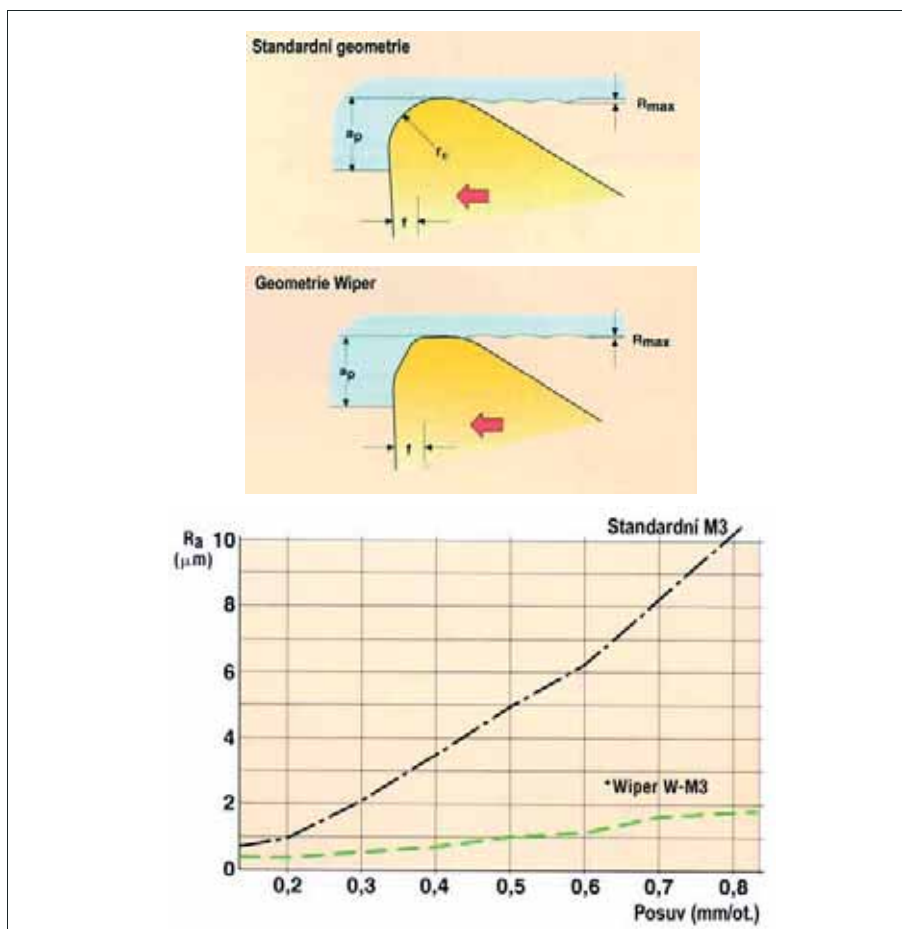 Standardní geometrie
Rmax
ap
rε
f
Geometrie Wiper
Rmax
ap
f
Standardní M3
Ra 10
(µm)
8
6
4
*Wiper W-M3
2
0
0,2 0,3 0,4 0,5 0,6 0,7 0,8
Posuv (mm/ot.)